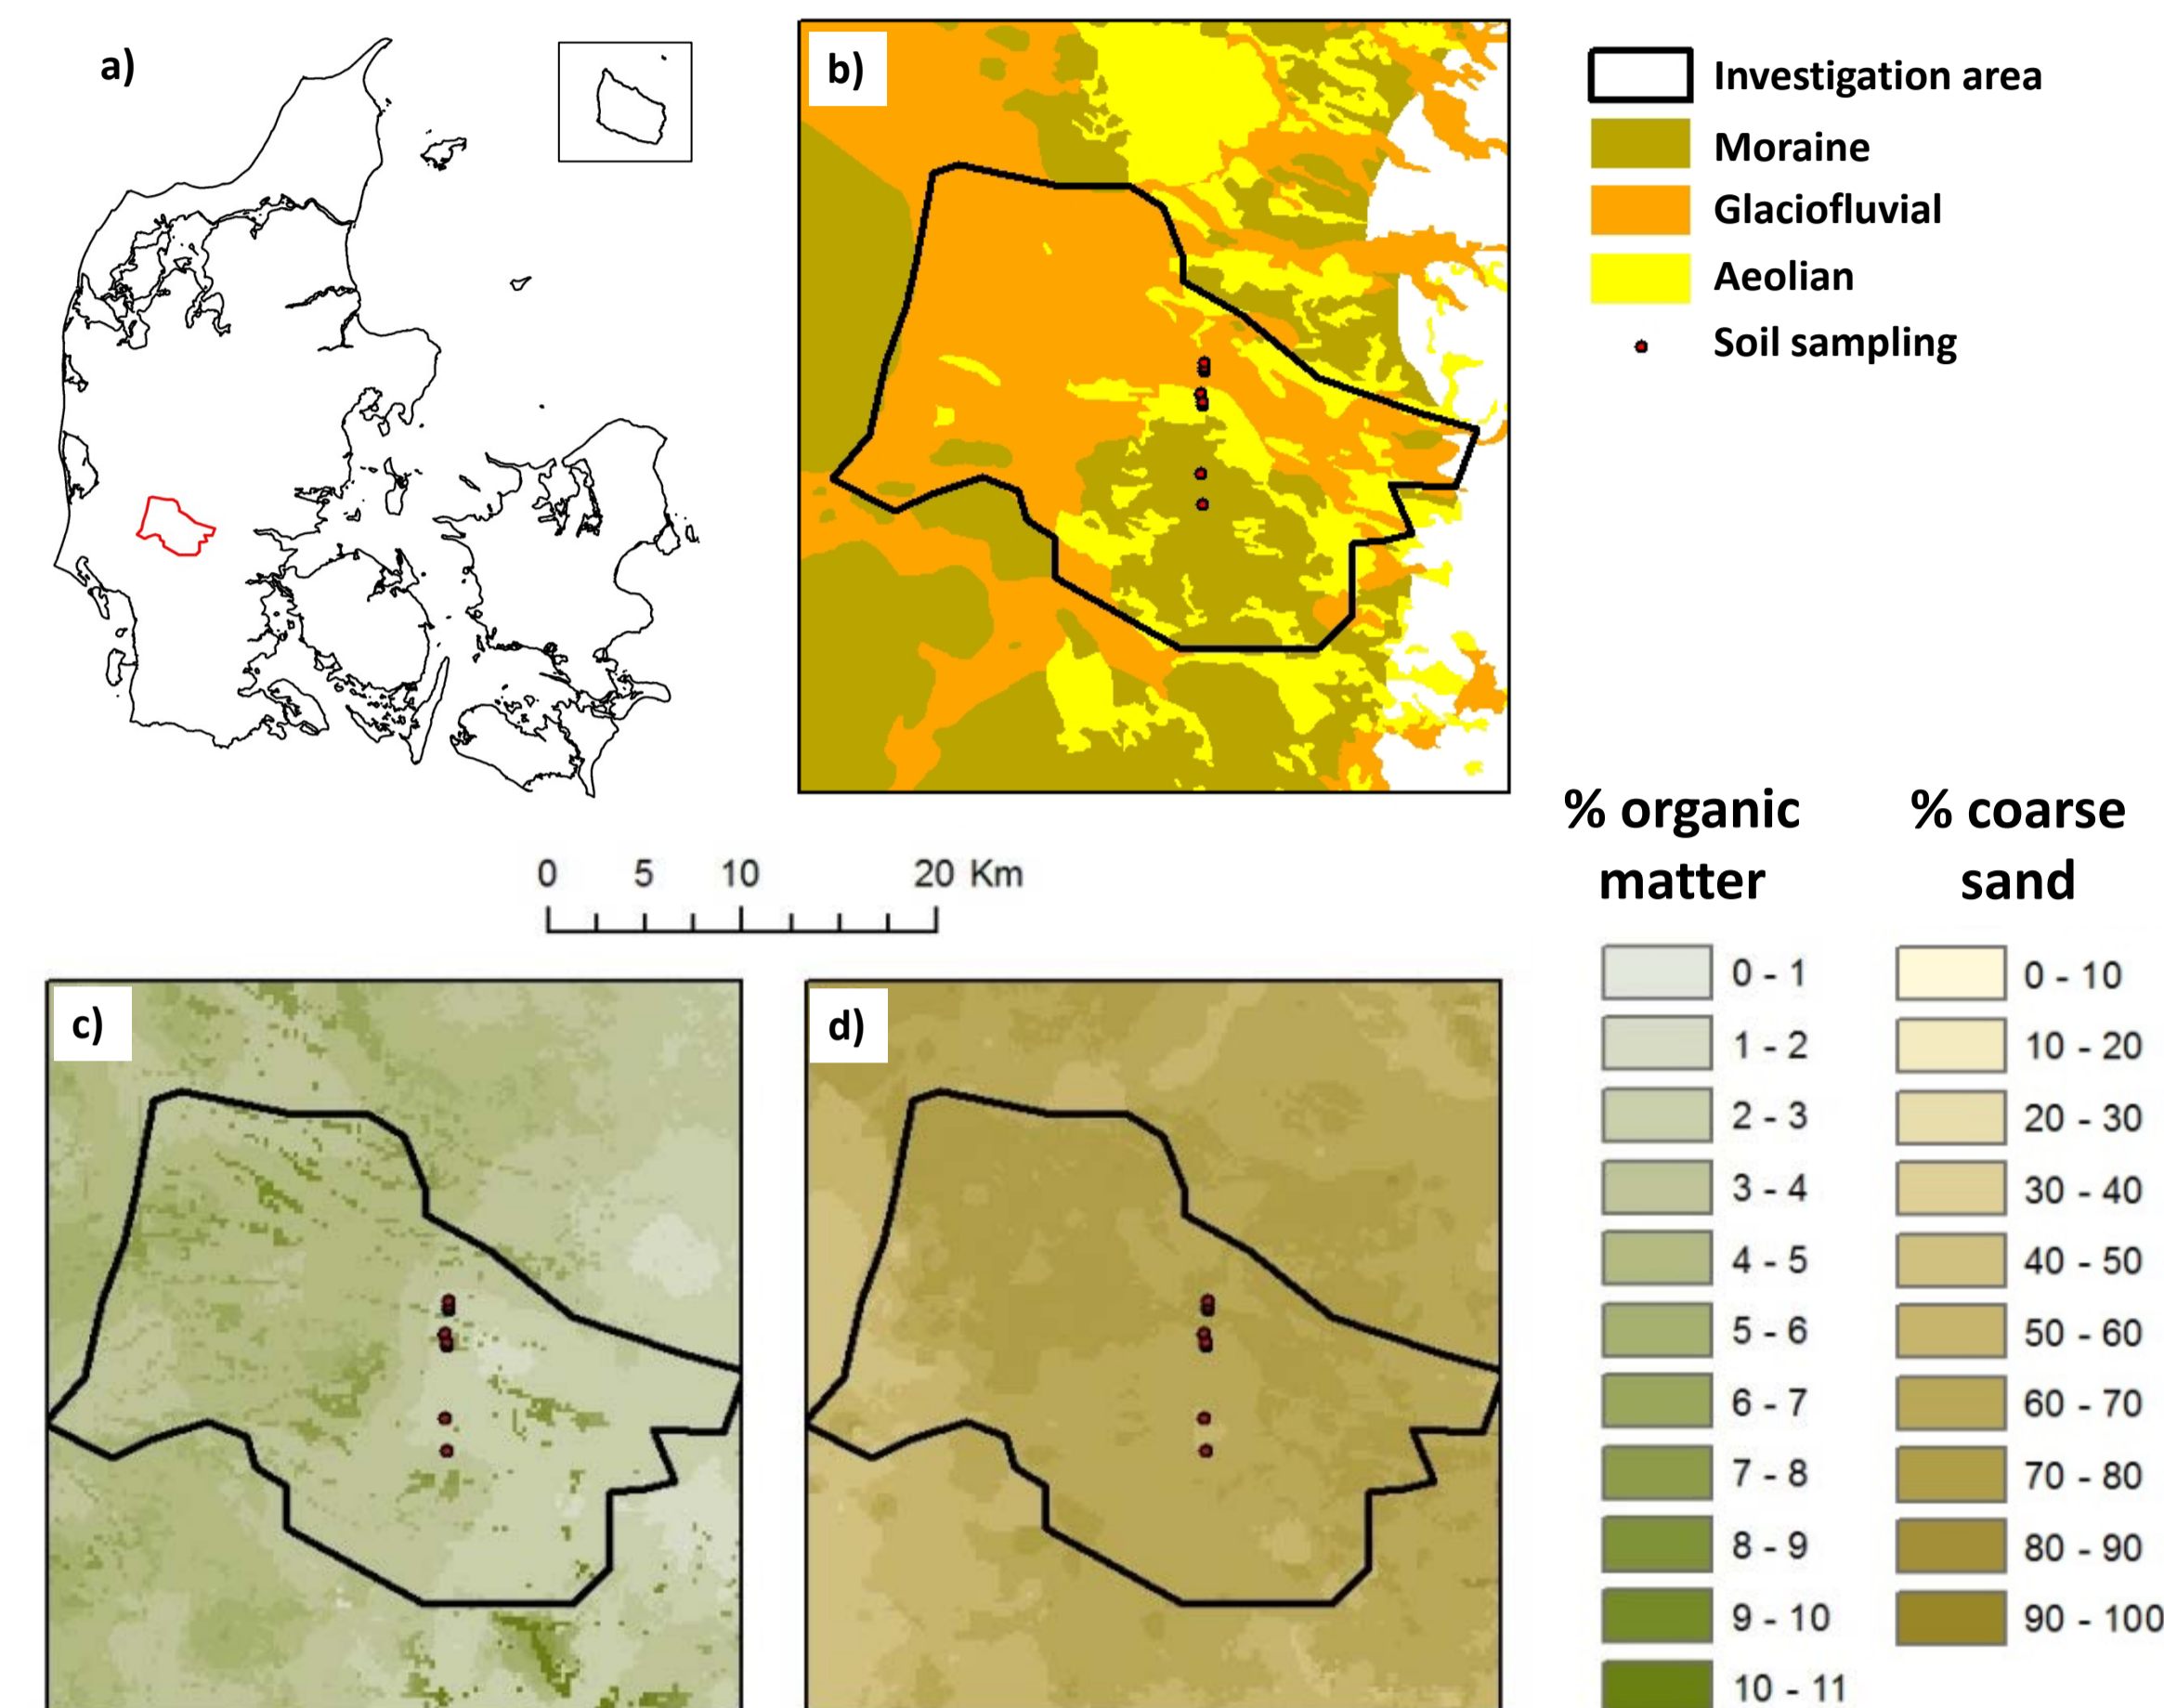 a)
b)
Investigation area
Moraine
Glaciofluvial
Aeolian
Soil sampling
0 5 10 20 Km
% organic
matter
% coarse
sand
c)
d)
0 - 1
1 - 2
2 - 3
3 - 4
4 - 5
5 - 6
6 - 7
7 - 8
8 - 9
9 - 10
10 - 11
0 - 10
10 - 20
20 - 30
30 - 40
40 - 50
50 - 60
60 - 70
70 - 80
80 - 90
90 - 100